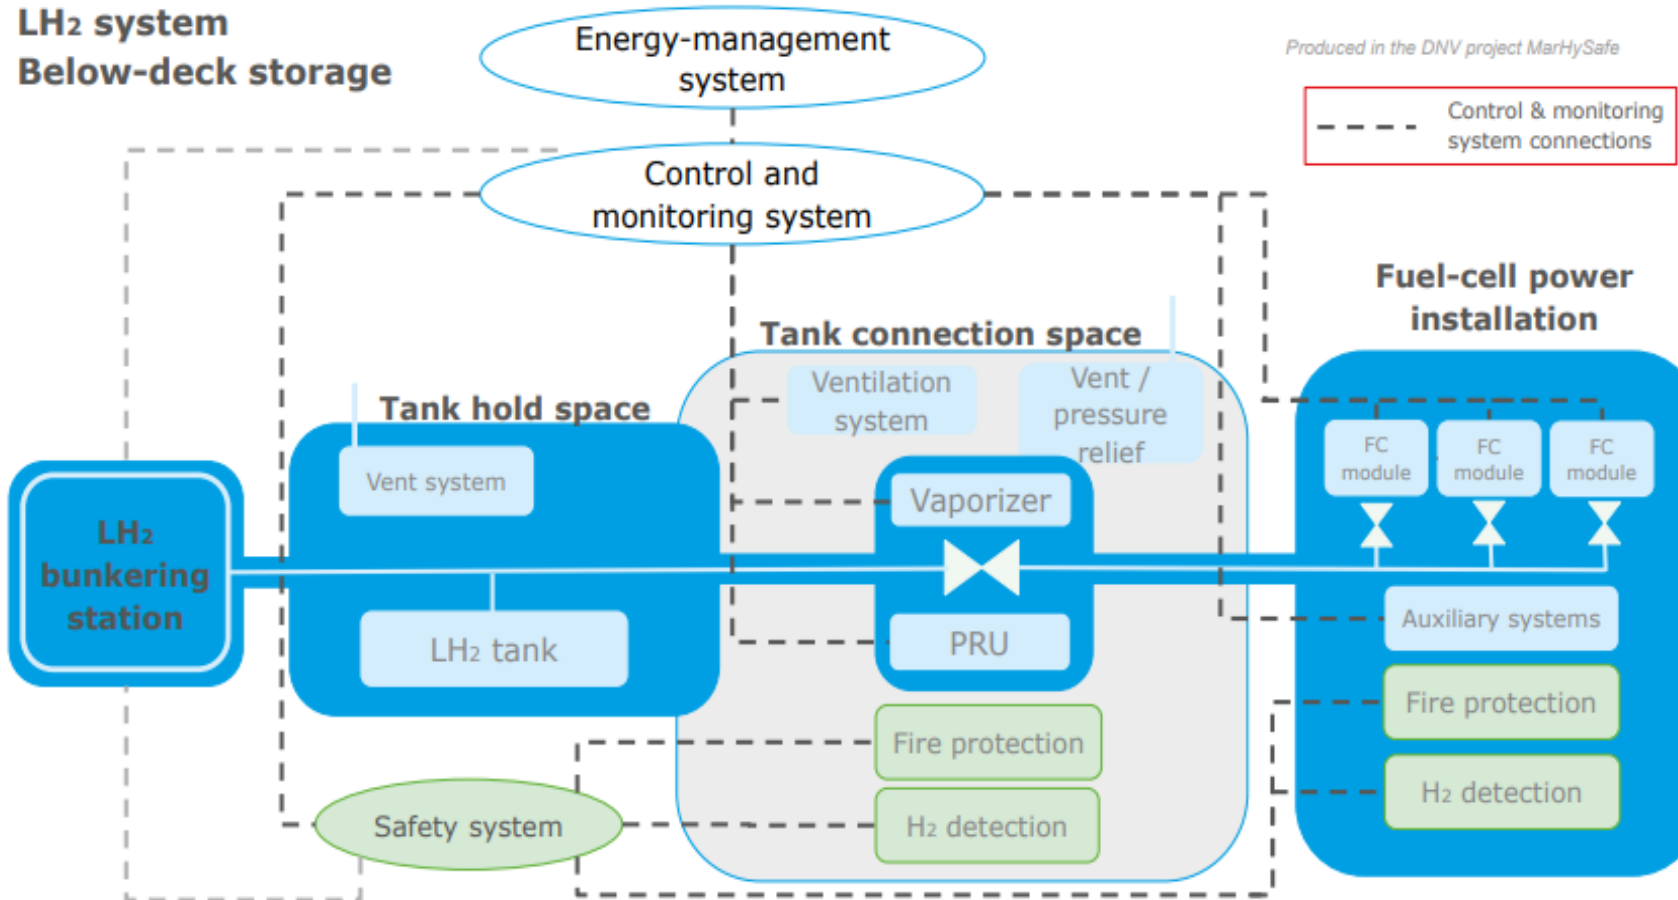 LH₂ system
Below-deck storage
Energy-management
system
Produced in the DNV project MarHySafe
Control & monitoring
system connections
Control and
monitoring system
Fuel-cell power
installation
Tank connection space
Ventilation
system
Vent /
pressure
relief
Tank hold space
Vent system
FC
module
FC
module
FC
module
Vaporizer
LH₂
bunkering
station
LH₂ tank
PRU
Auxiliary systems
Fire protection
Fire protection
H₂ detection
Safety system
H₂ detection